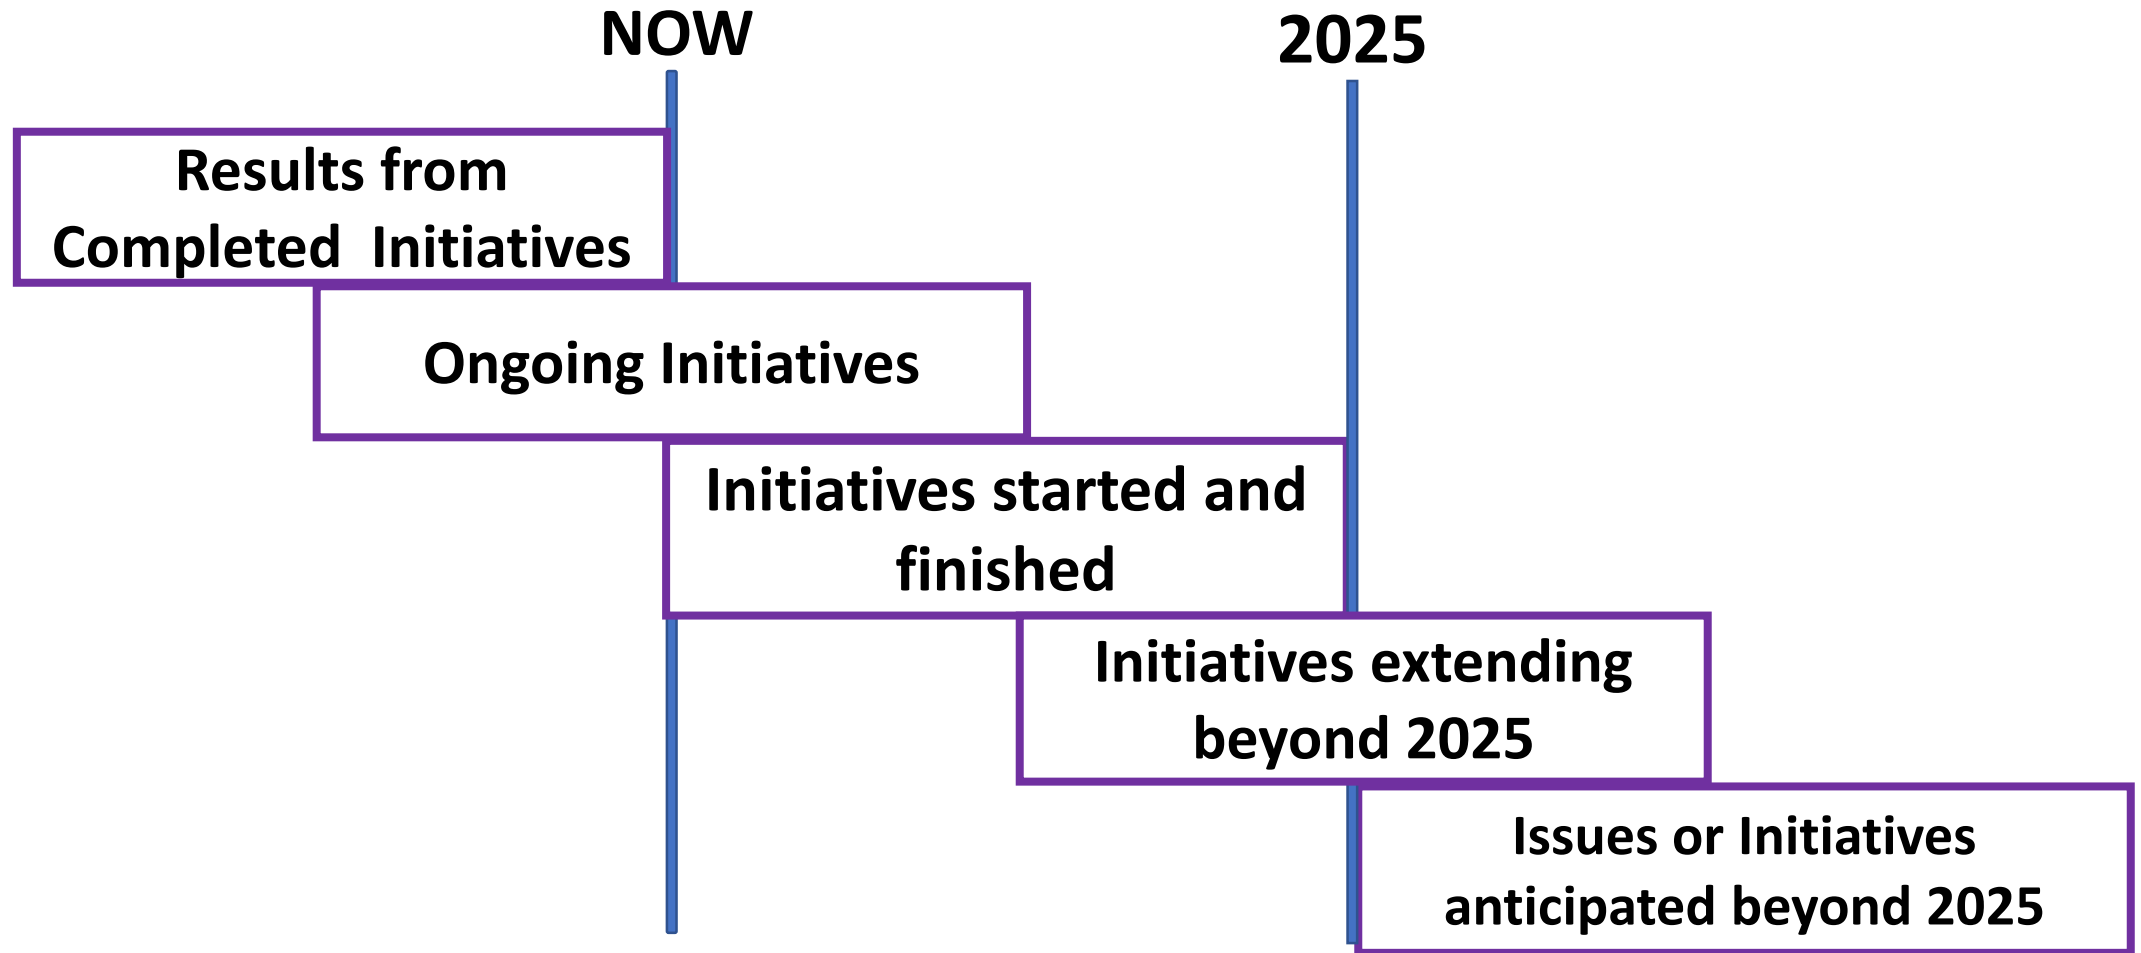 NOW
2025
Results from
Completed Initiatives
Ongoing Initiatives
Initiatives started and
finished
Initiatives extending
beyond 2025
Issues or Initiatives
anticipated beyond 2025